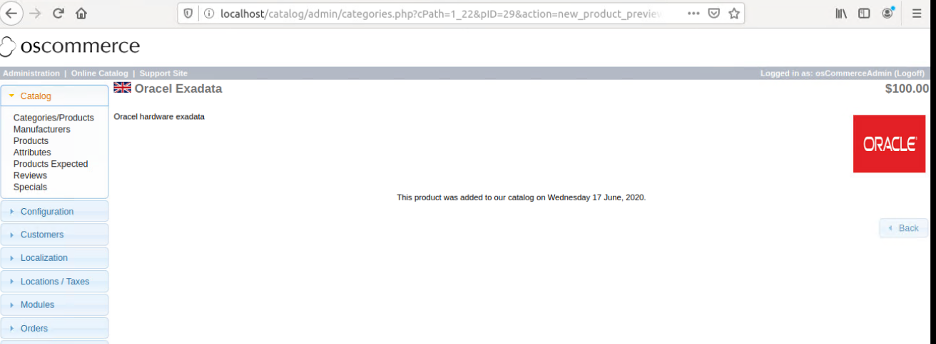 localhost/catalog/admin/categories.php?cPath=1_22&pID=29&action=new_product_preview
oscommerce
Administration | Online Catalog | Support Site
Logged in as: osCommerceAdmin (Logoff)
Catalog
Categories/Products
Manufacturers
Products
Attributes
Products Expected
Reviews
Specials
Configuration
Customers
Localization
Locations / Taxes
Modules
Orders
Oracel Exadata
$100.00
Oracel hardware exadata
ORACLE
This product was added to our catalog on Wednesday 17 June, 2020.
Back